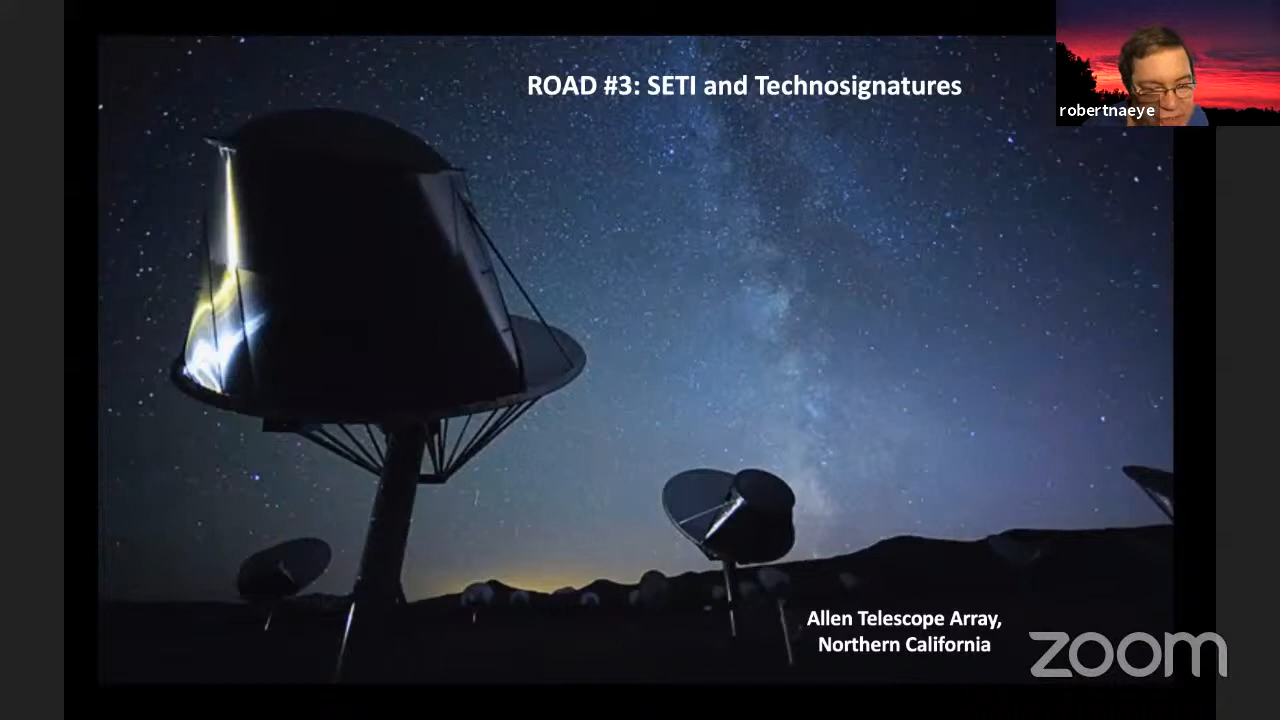 ROAD #3: SETI and Technosignatures
robertnaeye
Allen Telescope Array,
Northern California
zoom